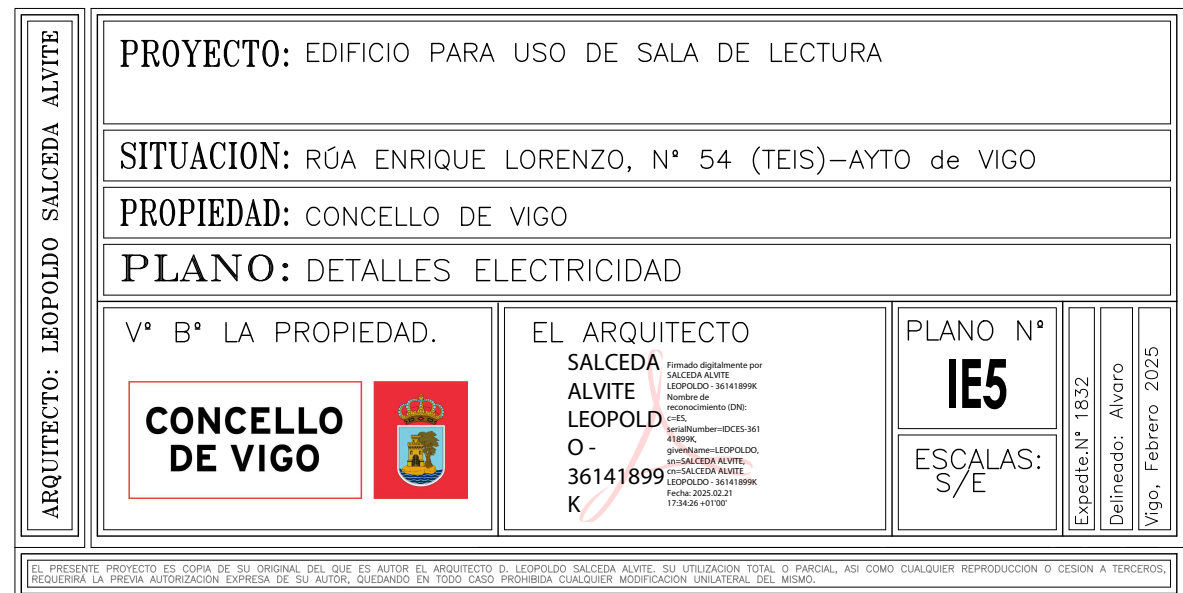 ARQUITECTO: LEOPOLDO SALCEDA ALVITE
PROYECTO: EDIFICIO PARA USO DE SALA DE LECTURA
SITUACION: RÚA ENRIQUE LORENZO, Nº 54 (TEIS)-AYTO de VIGO
PROPIEDAD: CONCELLO DE VIGO
PLANO: DETALLES ELECTRICIDAD
Vº Bº LA PROPIEDAD.
CONCELLO
DE VIGO
EL ARQUITECTO
SALCEDA
ALVITE
LEOPOLD
O -
36141899
K
Firmado digitalmente por
SALCEDA ALVITE
LEOPOLDO - 36141899K
Nombre de
reconocimiento (DN):
c=ES,
serialNumber=IDCES-361
41899K,
givenName=LEOPOLDO,
sn=SALCEDA ALVITE,
cn=SALCEDA ALVITE
LEOPOLDO - 36141899K
Fecha: 2025.02.21
17:34:26 +01'00'
PLANO Nº
IE5
ESCALAS:
S/E
Expedte.Nº 1832
Delineado: Álvaro
Vigo, Febrero 2025
EL PRESENTE PROYECTO ES COPIA DE SU ORIGINAL DEL QUE ES AUTOR EL ARQUITECTO D. LEOPOLDO SALCEDA ALVITE. SU UTILIZACION TOTAL O PARCIAL, ASI COMO CUALQUIER REPRODUCCION O CESION A TERCEROS,
REQUERIRÁ LA PREVIA AUTORIZACION EXPRESA DE SU AUTOR, QUEDANDO EN TODO CASO PROHIBIDA CUALQUIER MODIFICACION UNILATERAL DEL MISMO.